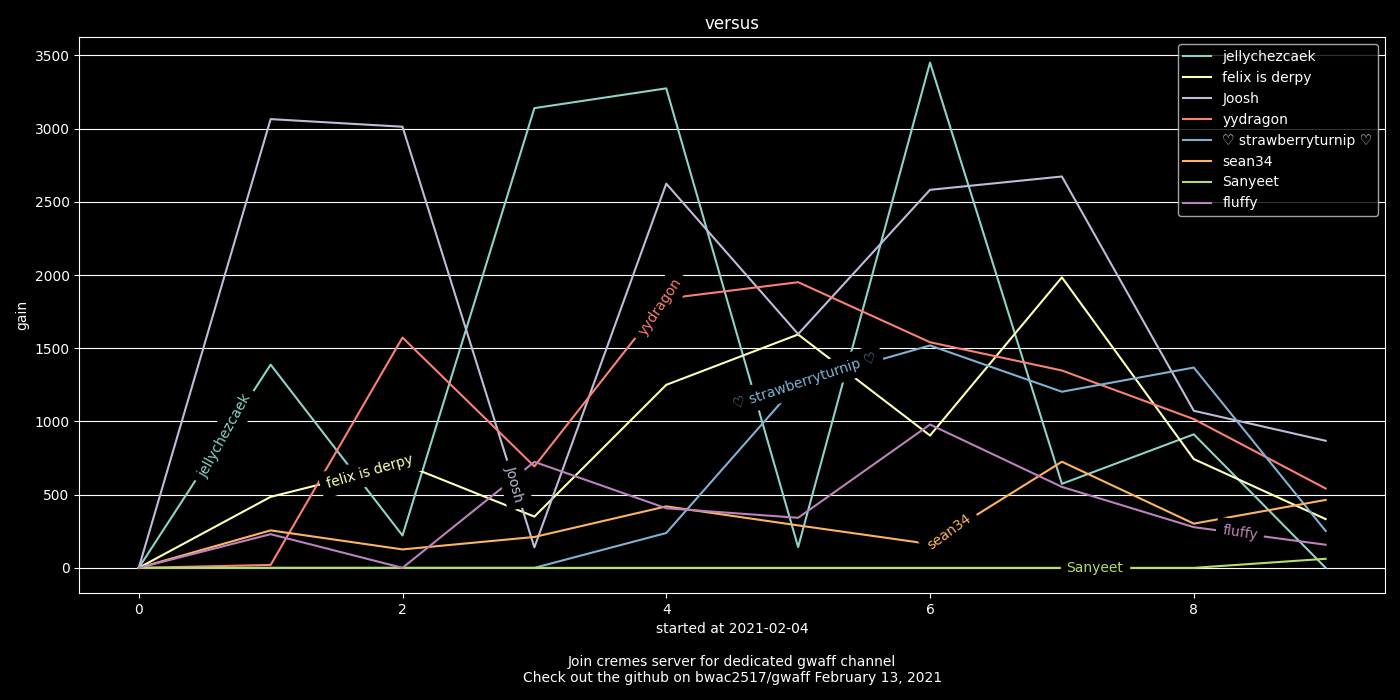 versus
3500
3000
2500
2000
1500
1000
500
0
gain
jellychezcaek
felix is derpy
Joosh
yydragon
♡ strawberryturnip ♡
sean34
Sanyeet
fluffy
jellychezcaek
felix is derpy
Joosh
yydragon
♡ strawberryturnip ♡
sean34
Sanyeet
fluffy
0 2 4 6 8
started at 2021-02-04
Join cremes server for dedicated gwaff channel
Check out the github on bwac2517/gwaff February 13, 2021